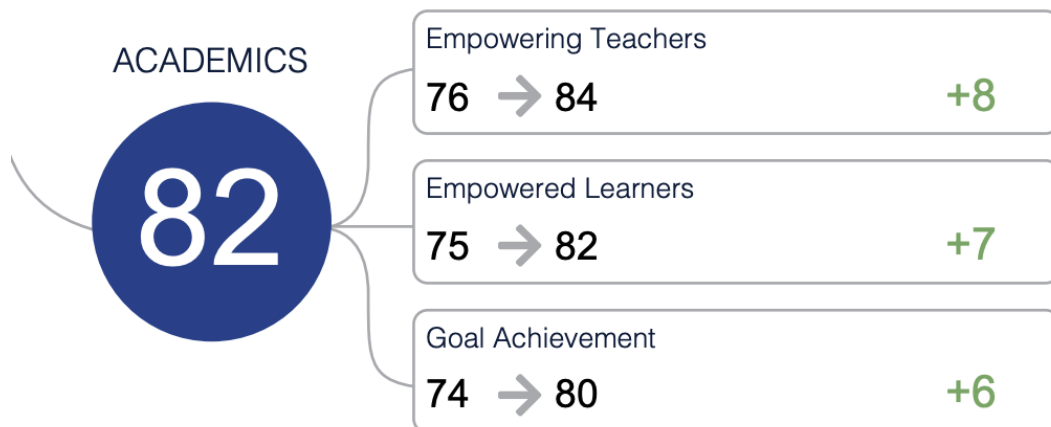 ACADEMICS
82
Empowering Teachers
76 → 84 +8
Empowered Learners
75 → 82 +7
Goal Achievement
74 → 80 +6